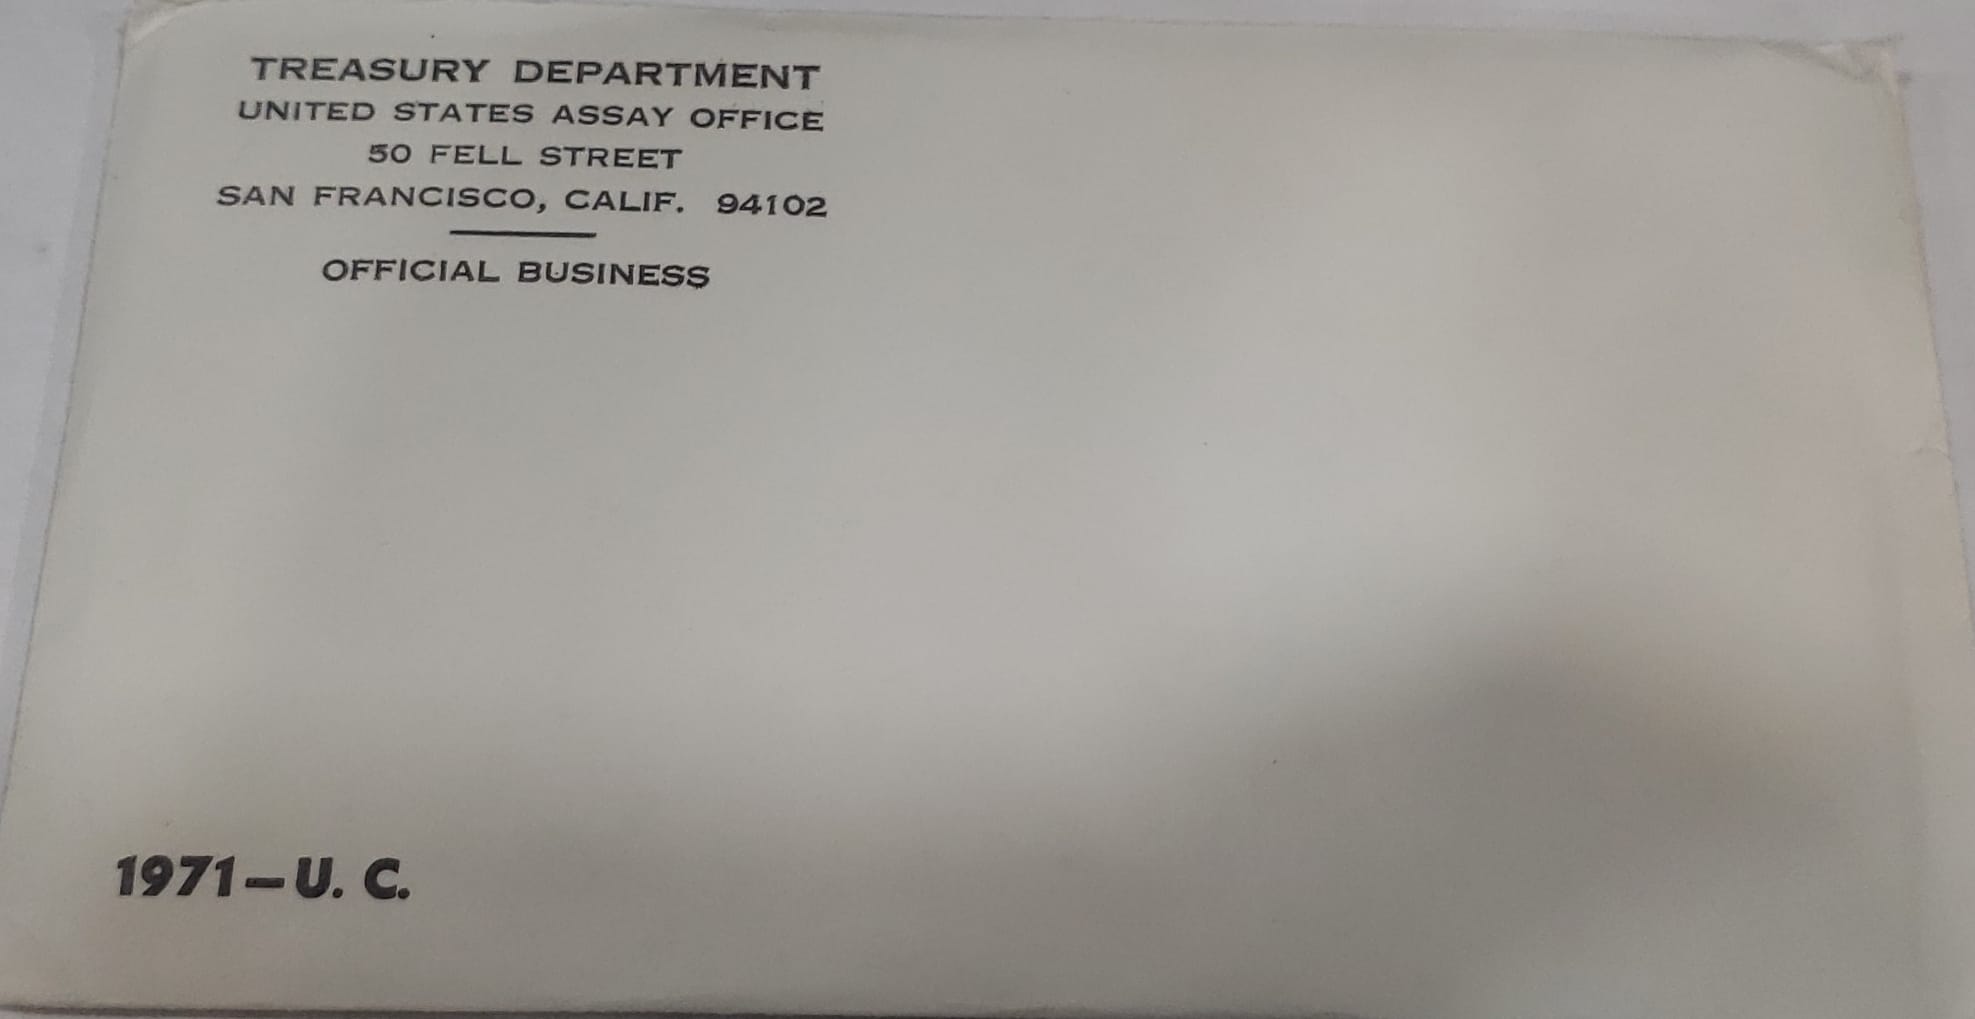 TREASURY DEPARTMENT
UNITED STATES ASSAY OFFICE
50 FELL STREET
SAN FRANCISCO, CALIF. 94102
OFFICIAL BUSINESS
1971-U. C.